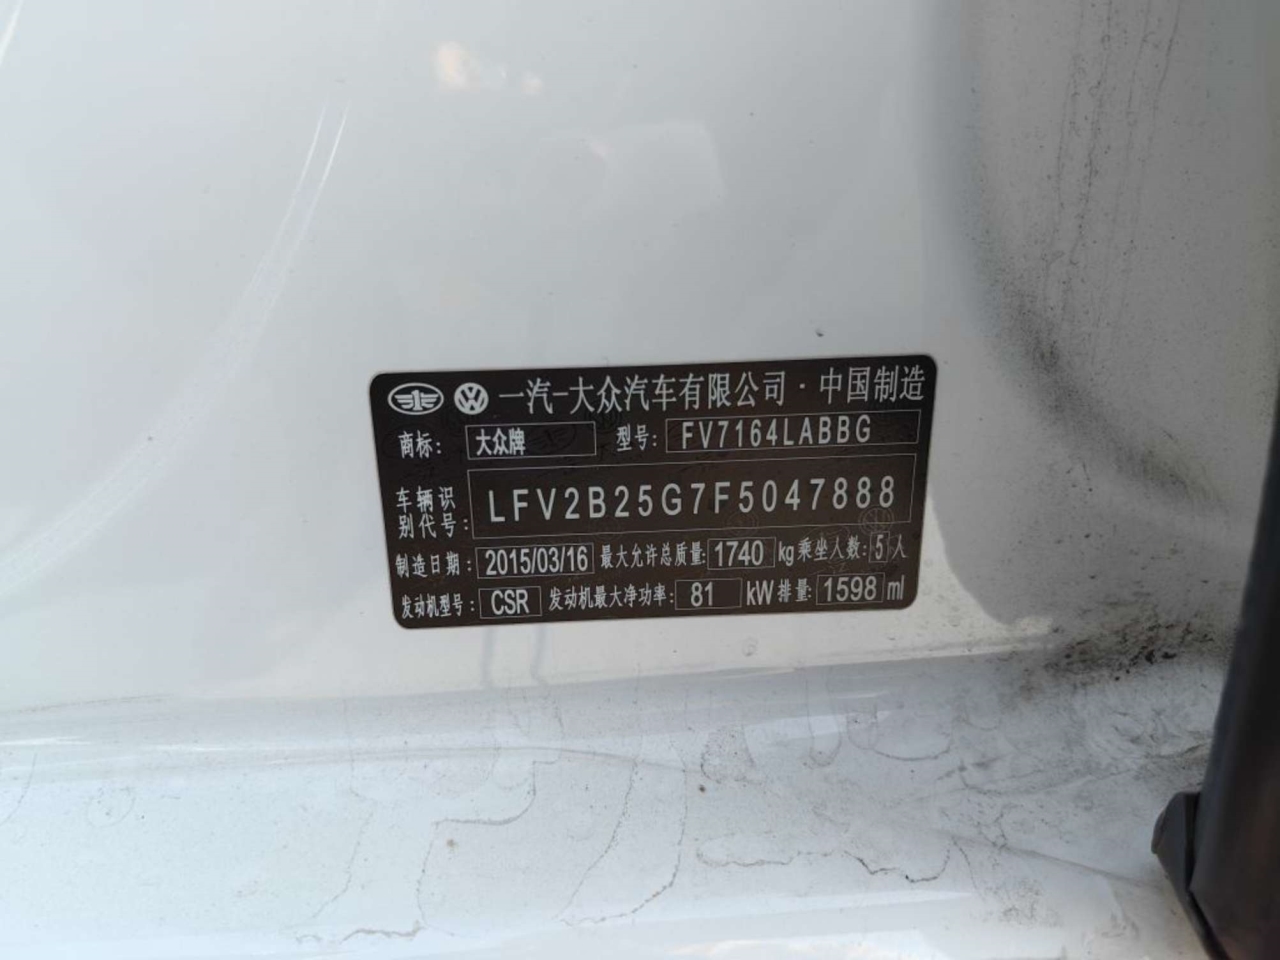 一汽-大众汽车有限公司·中国制造
商标: 大众牌 型号: FV7164LABBG
车辆识别代号: LFV2B25G7F5047888
制造日期: 2015/03/16 最大允许总质量: 1740 kg 乘坐人数: 5 人
发动机型号: CSR 发动机最大净功率: 81 kW 排量: 1598 ml